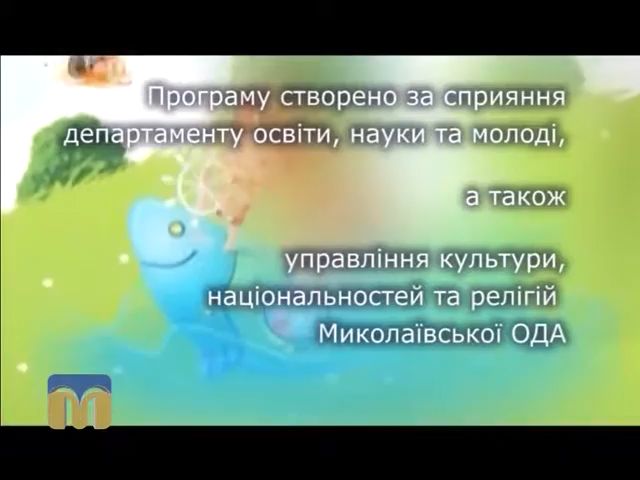 Програму створено за сприяння
департаменту освіти, науки та молоді,
а також
управління культури,
національностей та релігій
Миколаївської ОДА